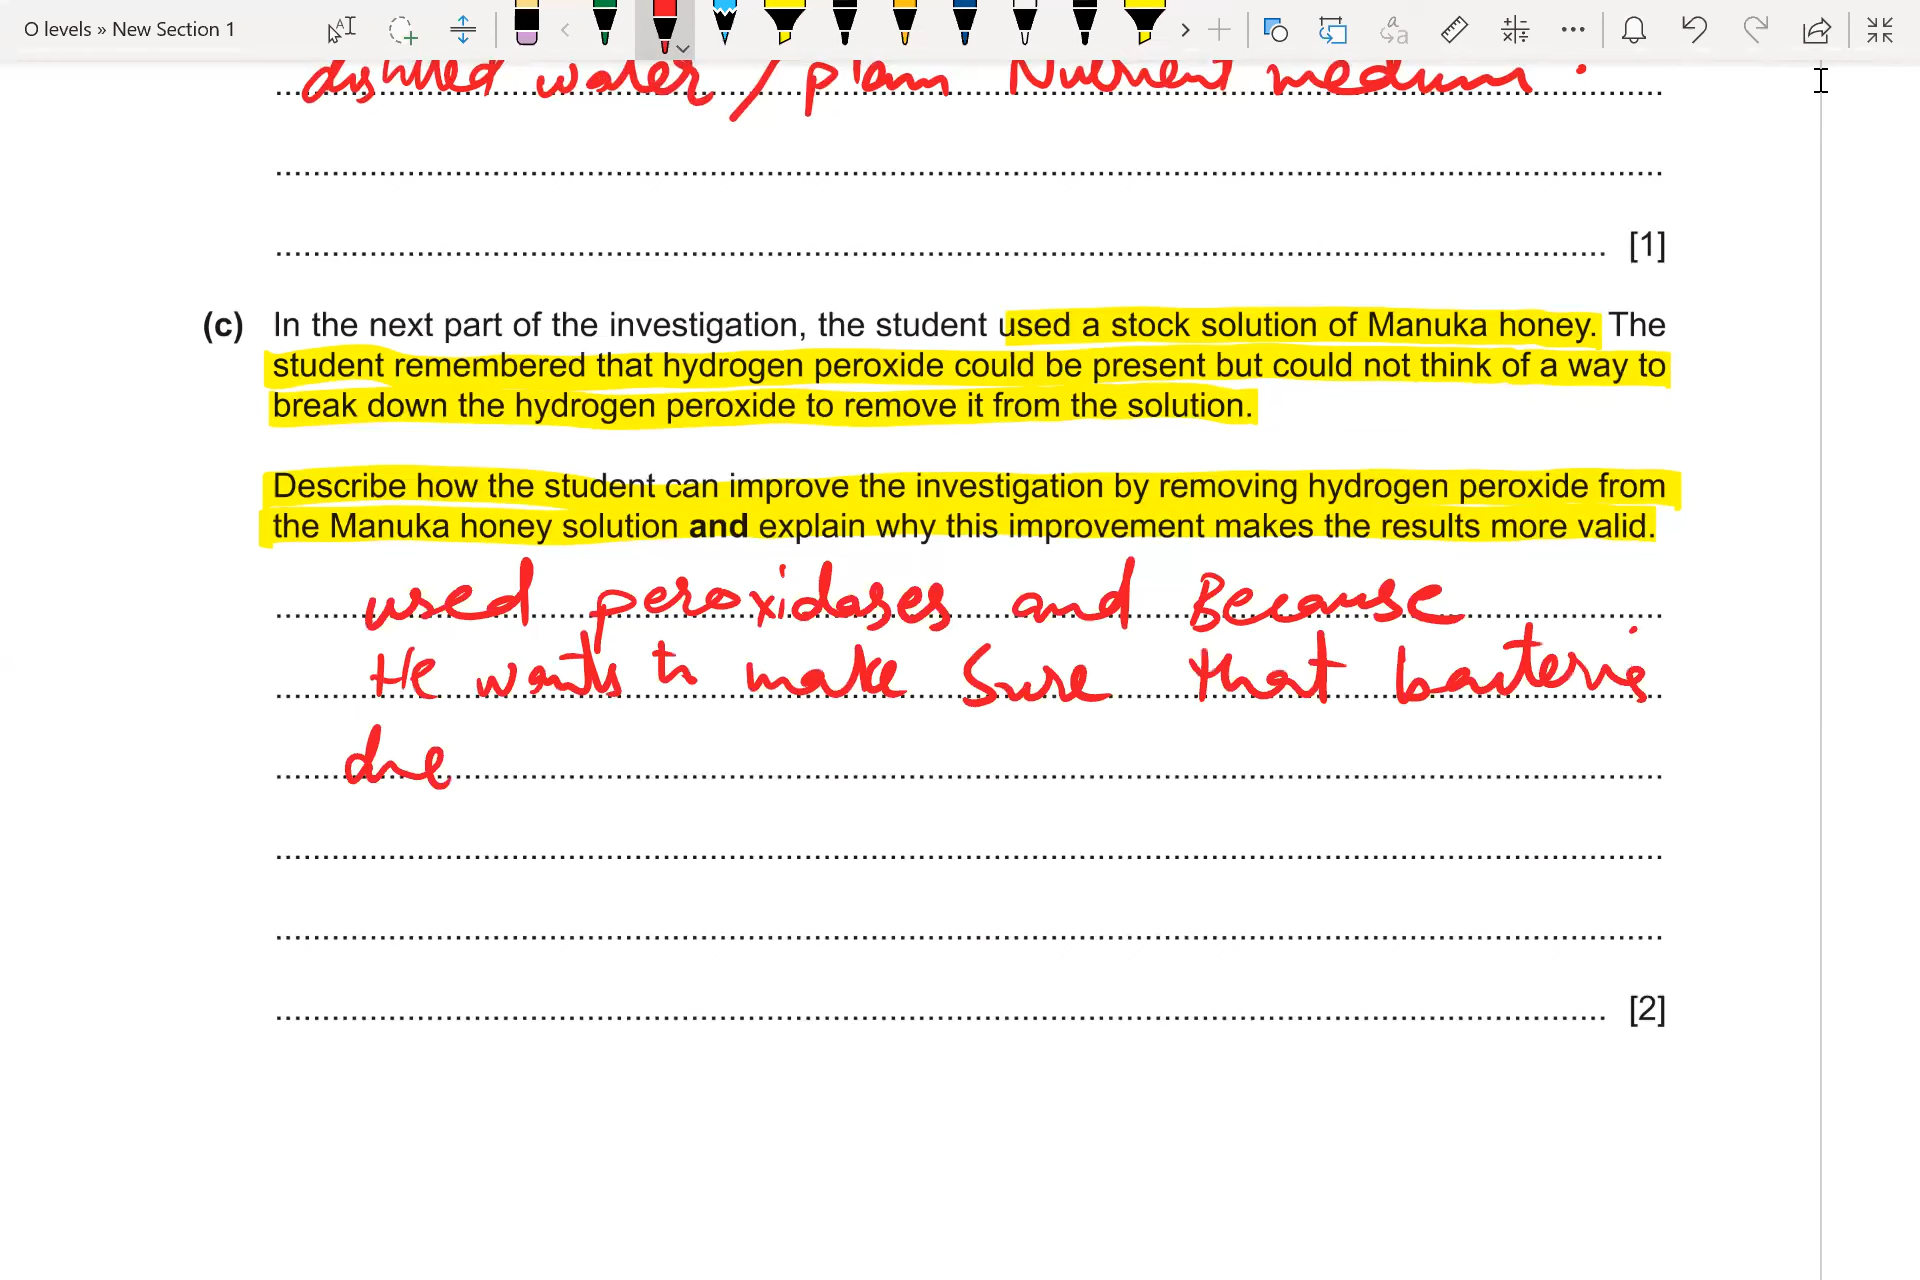 O levels » New Section 1
distilled water / plain Nutrient medium.
[1]
(c) In the next part of the investigation, the student used a stock solution of Manuka honey. The
student remembered that hydrogen peroxide could be present but could not think of a way to
break down the hydrogen peroxide to remove it from the solution.
Describe how the student can improve the investigation by removing hydrogen peroxide from
the Manuka honey solution and explain why this improvement makes the results more valid.
used peroxidases and Because
He wants to make Sure that bacteria
due
[2]